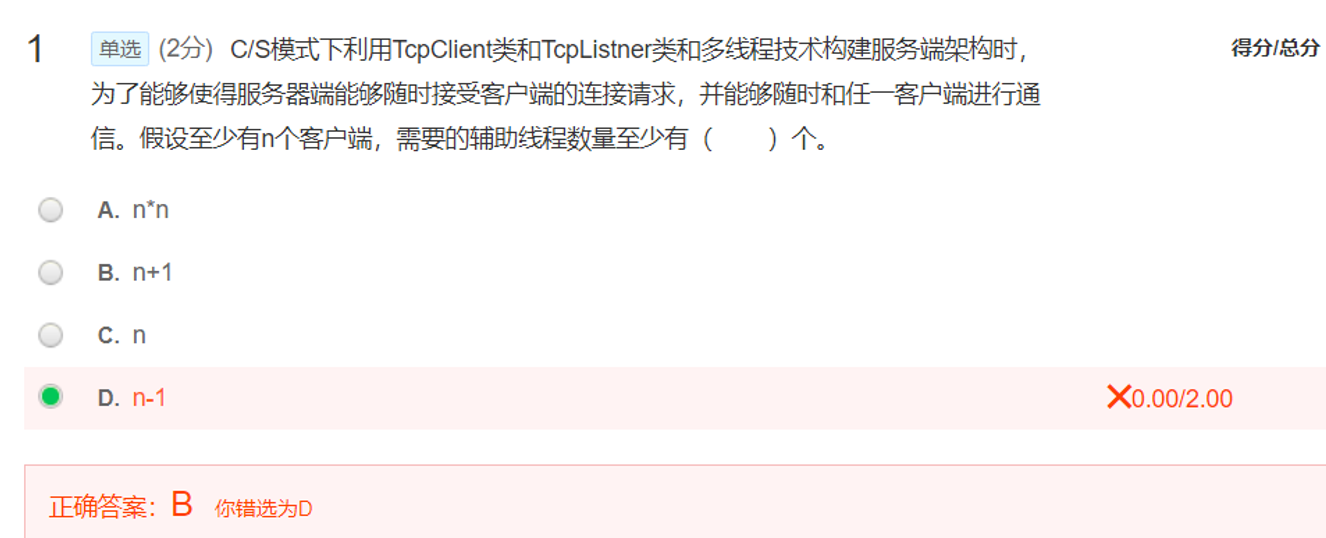 1 单选 (2分) C/S模式下利用TcpClient类和TcpListner类和多线程技术构建服务端架构时， 得分/总分
为了能够使得服务器端能够随时接受客户端的连接请求，并能够随时和任一客户端进行通
信。假设至少有n个客户端，需要的辅助线程数量至少有（ ）个。
A. n*n
B. n+1
C. n
D. n-1 ✕0.00/2.00
正确答案：B 你错选为D